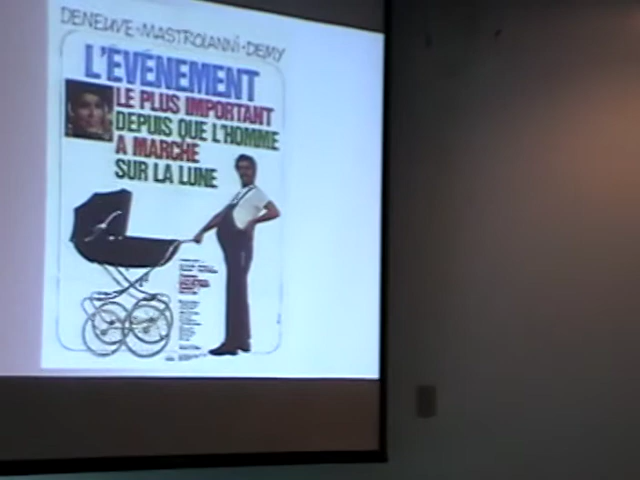 DENEUVE·MASTROIANNI·DEMY
L'ÉVÉNEMENT
LE PLUS IMPORTANT
DEPUIS QUE L'HOMME
A MARCHÉ
SUR LA LUNE